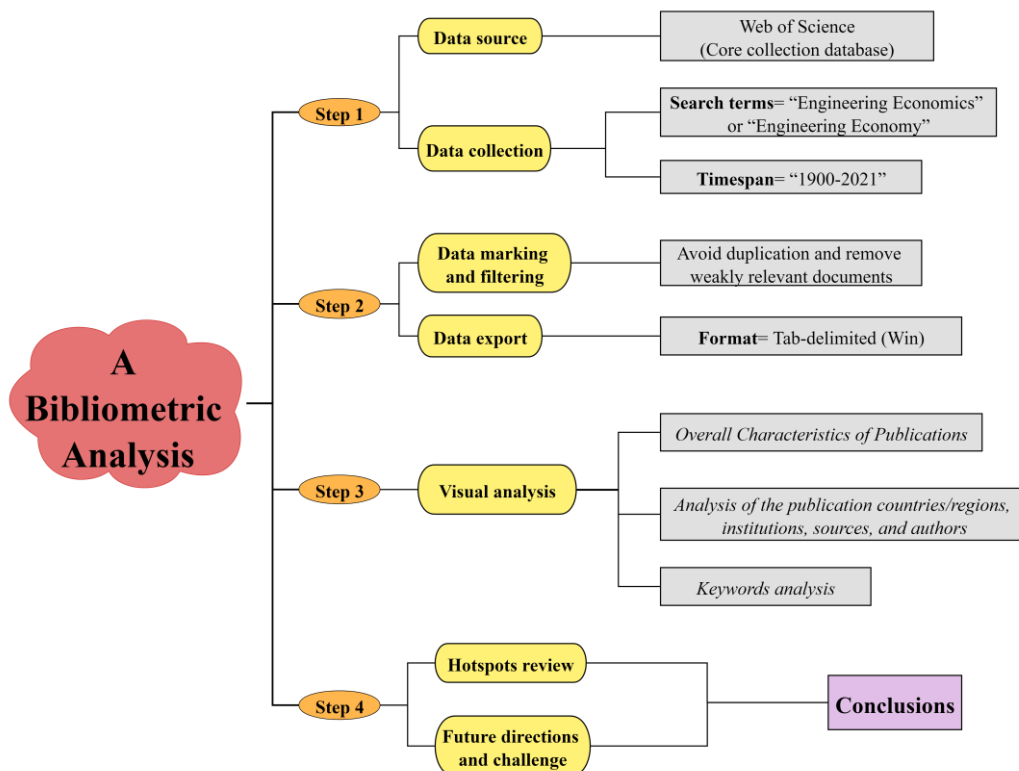 A
Bibliometric
Analysis
Step 1
Data source
Web of Science
(Core collection database)
Data collection
Search terms= “Engineering Economics”
or “Engineering Economy”
Timespan= “1900-2021”
Step 2
Data marking
and filtering
Avoid duplication and remove
weakly relevant documents
Data export
Format= Tab-delimited (Win)
Step 3
Visual analysis
Overall Characteristics of Publications
Analysis of the publication countries/regions,
institutions, sources, and authors
Keywords analysis
Step 4
Hotspots review
Future directions
and challenge
Conclusions